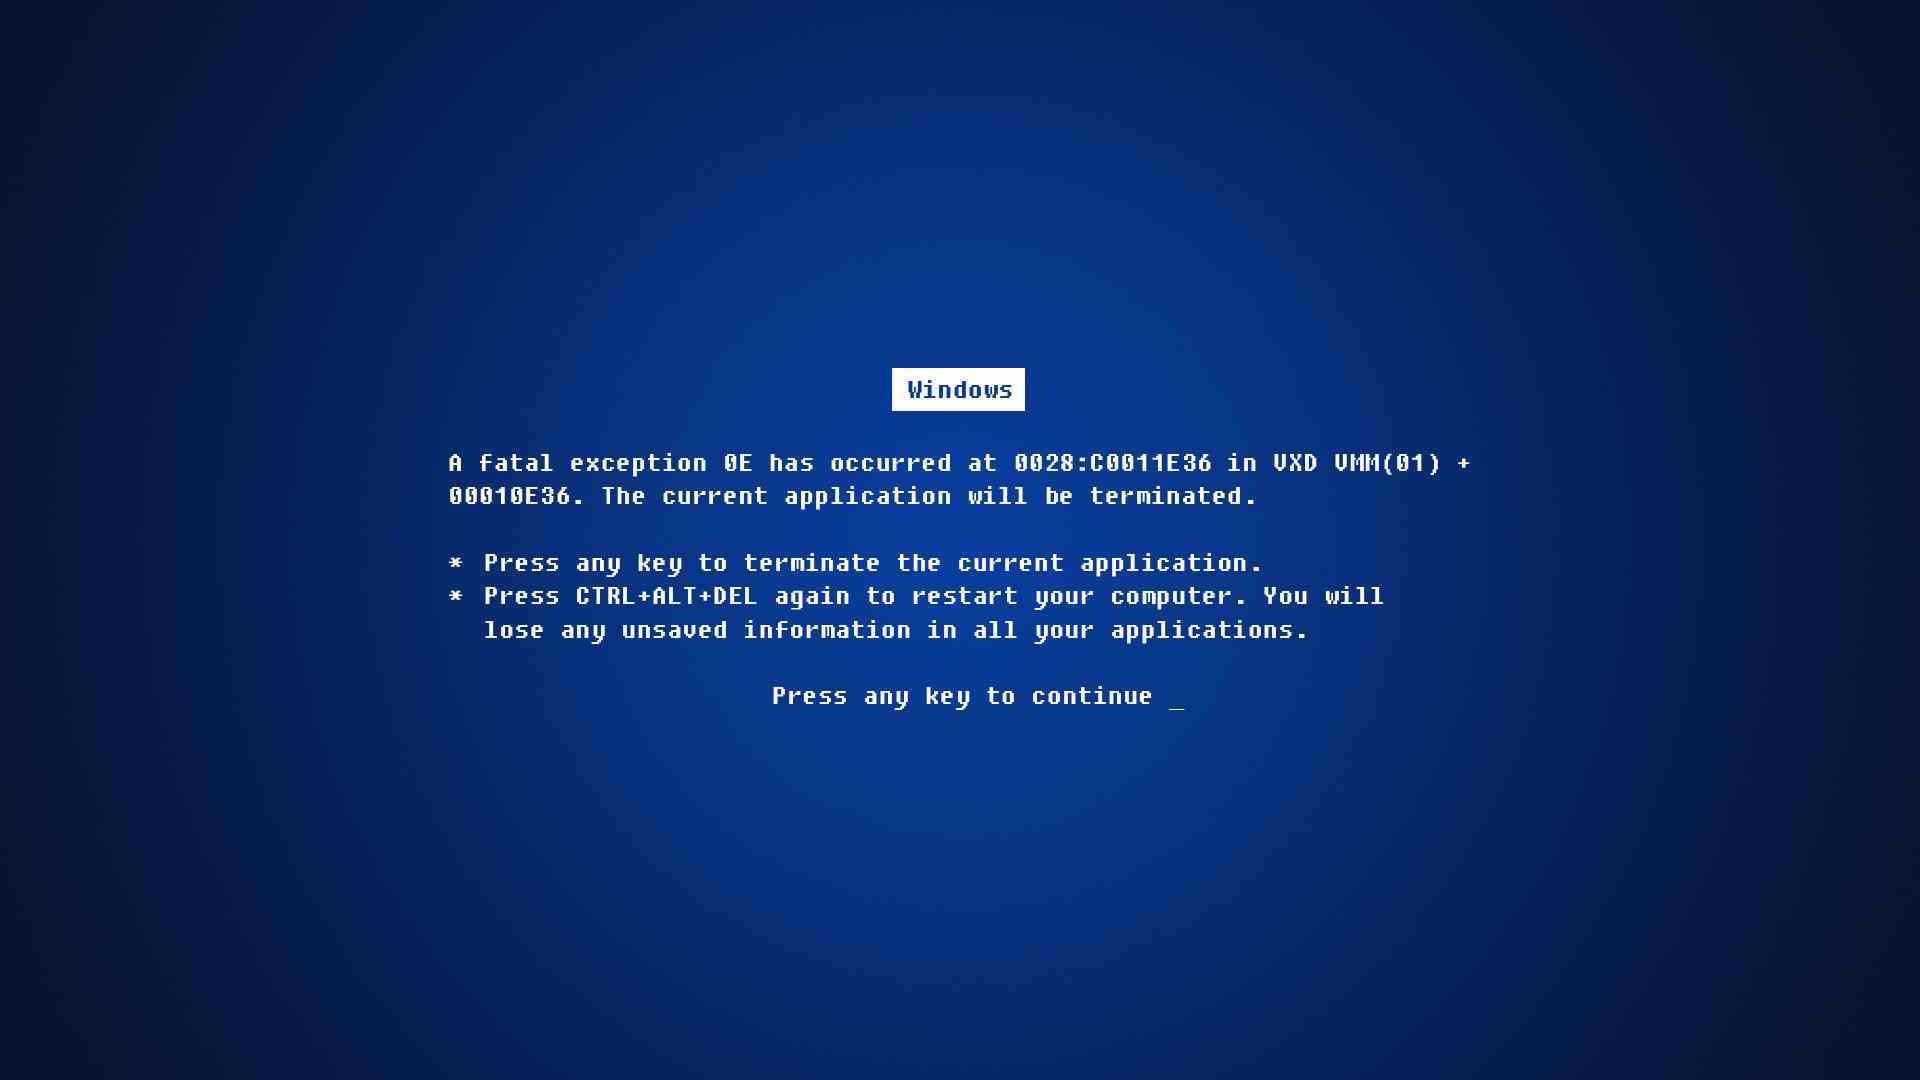 Windows
A fatal exception 0E has occurred at 0028:C0011E36 in VXD VMM(01) +
00010E36. The current application will be terminated.
* Press any key to terminate the current application.
* Press CTRL+ALT+DEL again to restart your computer. You will
lose any unsaved information in all your applications.
Press any key to continue _